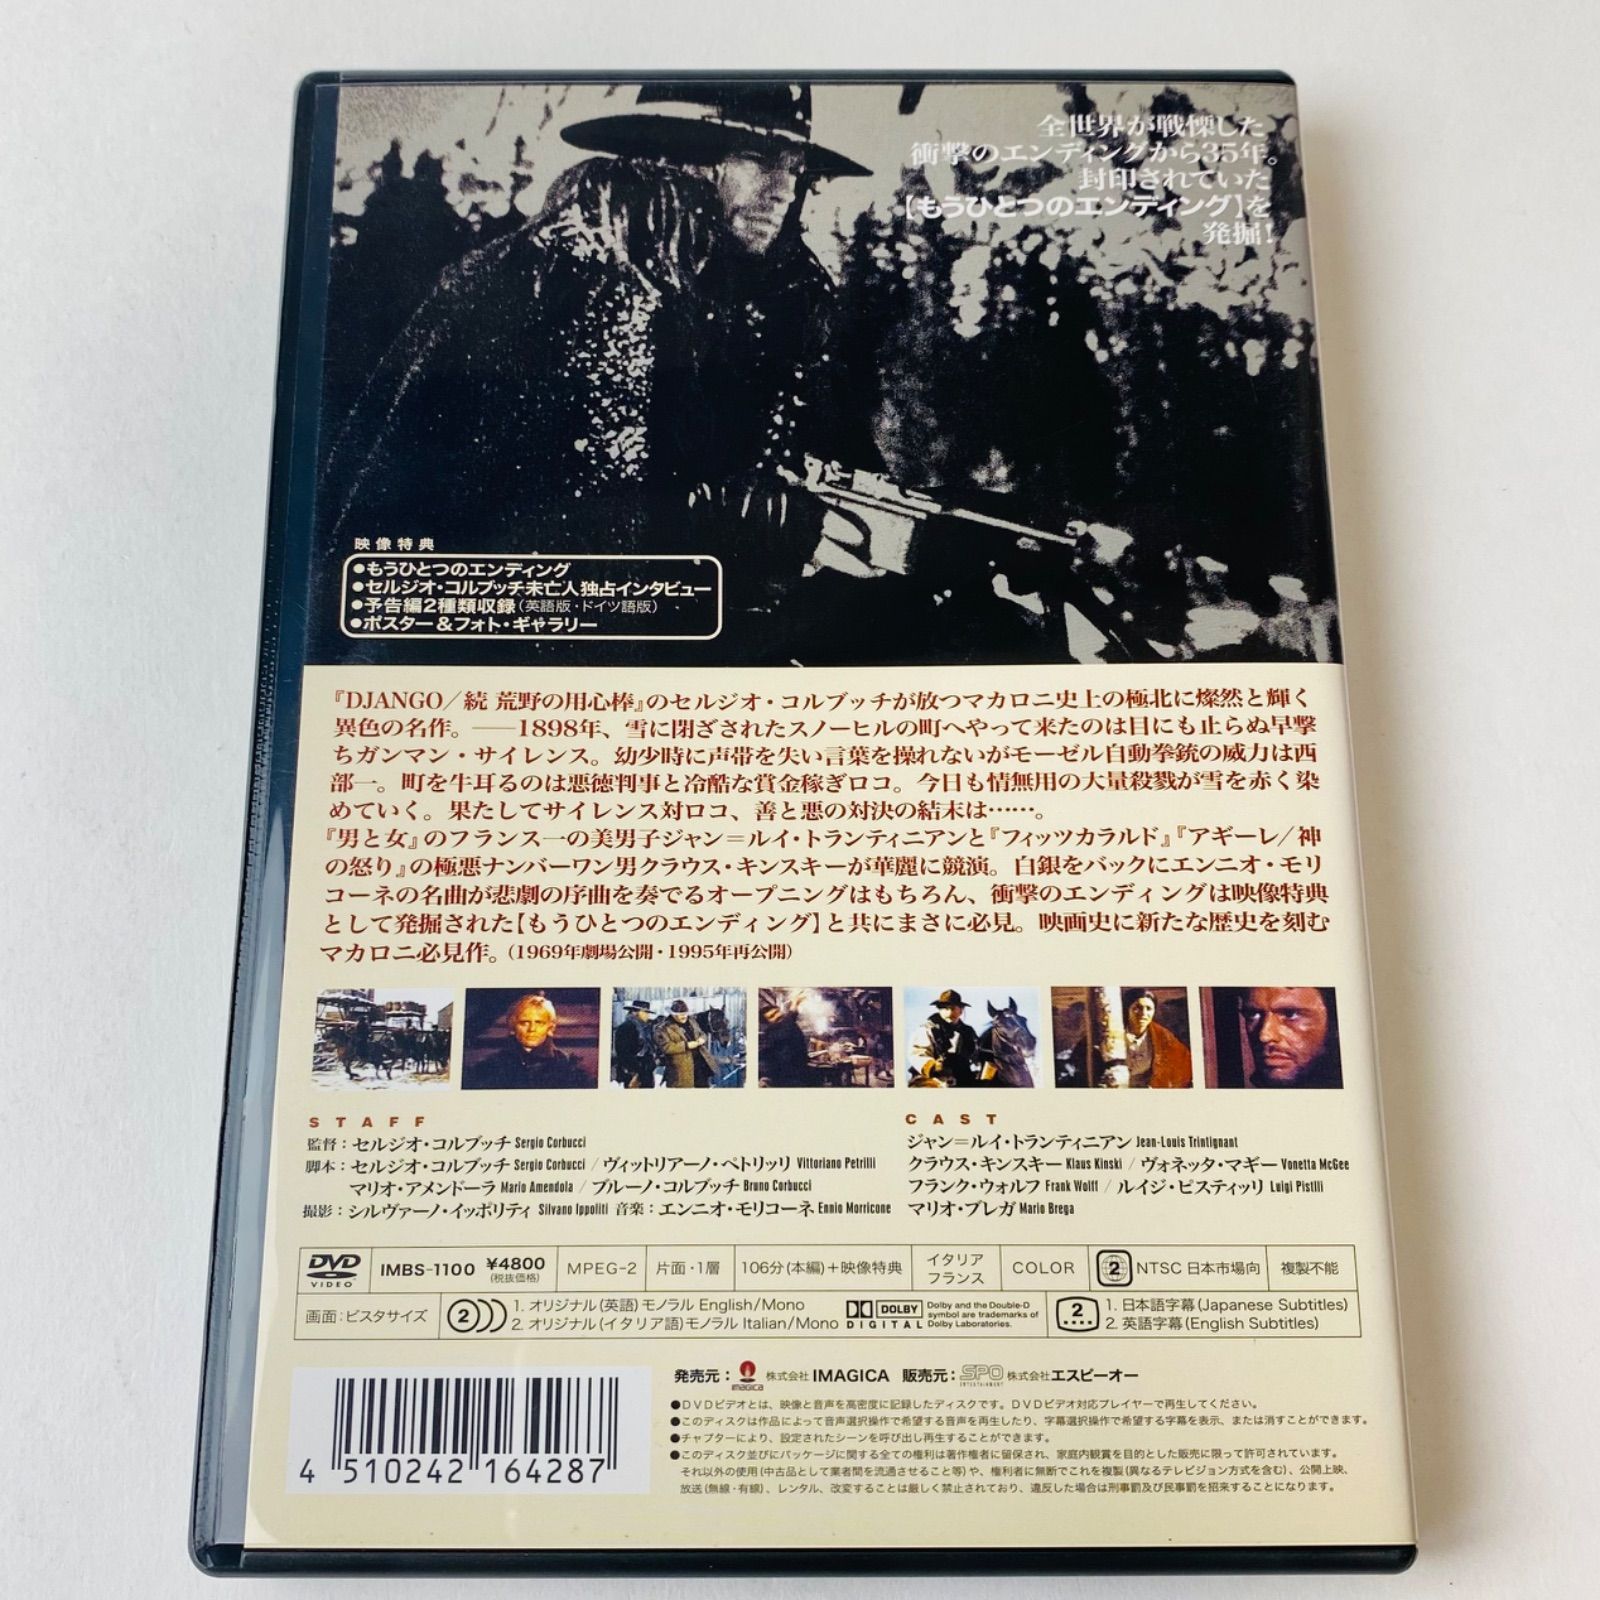 全世界が戦慄した
衝撃のエンディングから35年。
封印されていた
【もうひとつのエンディング】を
発掘!
映像特典
●もうひとつのエンディング
●セルジオ・コルブッチ未亡人独占インタビュー
●予告編2種類収録(英語版・ドイツ語版)
●ポスター&フォト・ギャラリー
『DJANGO/続 荒野の用心棒』のセルジオ・コルブッチが放つマカロニ史上の極北に燦然と輝く
異色の名作。——1898年、雪に閉ざされたスノーヒルの町へやって来たのは目にも止らぬ早撃
ちガンマン・サイレンス。幼少時に声帯を失い言葉を操れないがモーゼル自動拳銃の威力は西
部一。町を牛耳るのは悪徳判事と冷酷な賞金稼ぎロコ。今日も情無用の大量殺戮が雪を赤く染
めていく。果たしてサイレンス対ロコ、善と悪の対決の結末は……。
『男と女』のフランス一の美男子ジャン=ルイ・トランティニアンと『フィッツカラルド』『アギーレ/神
の怒り』の極悪ナンバーワン男クラウス・キンスキーが華麗に競演。白銀をバックにエンニオ・モリ
コーネの名曲が悲劇の序曲を奏でるオープニングはもちろん、衝撃のエンディングは映像特典
として発掘された【もうひとつのエンディング】と共にまさに必見。映画史に新たな歴史を刻む
マカロニ必見作。(1969年劇場公開・1995年再公開)
STAFF
監督:セルジオ・コルブッチ Sergio Corbucci
脚本:セルジオ・コルブッチ Sergio Corbucci / ヴィットリアーノ・ペトリッリ Vittoriano Petrilli
マリオ・アメンドーラ Mario Amendola / ブルーノ・コルブッチ Bruno Corbucci
撮影:シルヴァーノ・イッポリティ Silvano Ippoliti 音楽:エンニオ・モリコーネ Ennio Morricone
CAST
ジャン=ルイ・トランティニアン Jean-Louis Trintignant
クラウス・キンスキー Klaus Kinski / ヴォネッタ・マギー Vonetta McGee
フランク・ウォルフ Frank Wolff / ルイジ・ピスティッリ Luigi Pistilli
マリオ・ブレガ Mario Brega
DVD VIDEO IMBS-1100 ¥4800 (税抜価格) MPEG-2 片面・1層 106分(本編)+映像特典 イタリア フランス COLOR 2 NTSC 日本市場向 複製不能
画面:ビスタサイズ 2 1. オリジナル(英語)モノラル English/Mono
2. オリジナル(イタリア語)モノラル Italian/Mono
DOLBY DIGITAL Dolby and the Double-D symbol are trademarks of Dolby Laboratories.
2 1. 日本語字幕(Japanese Subtitles)
2. 英語字幕(English Subtitles)
発売元: IMAGICA 株式会社 IMAGICA 販売元: SPO ENTERTAINMENT 株式会社エスピーオー
●DVDビデオとは、映像と音声を高密度に記録したディスクです。DVDビデオ対応プレイヤーで再生してください。
●このディスクは作品によって音声選択操作で希望する音声を再生したり、字幕選択操作で希望する字幕を表示、または消すことができます。
●チャプターにより、設定されたシーンを呼び出し再生することができます。
●このディスク並びにパッケージに関する全ての権利は著作権者に留保され、家庭内観賞を目的とした販売に限って許可されています。
それ以外の使用(中古品として業者間を流通させること等)や、権利者に無断でこれを複製(異なるテレビジョン方式を含む)、公開上映、
放送(無線・有線)、レンタル、改変することは厳しく禁止されており、違反した場合は刑事罰及び民事罰を招来することになります。
4 510242 164287